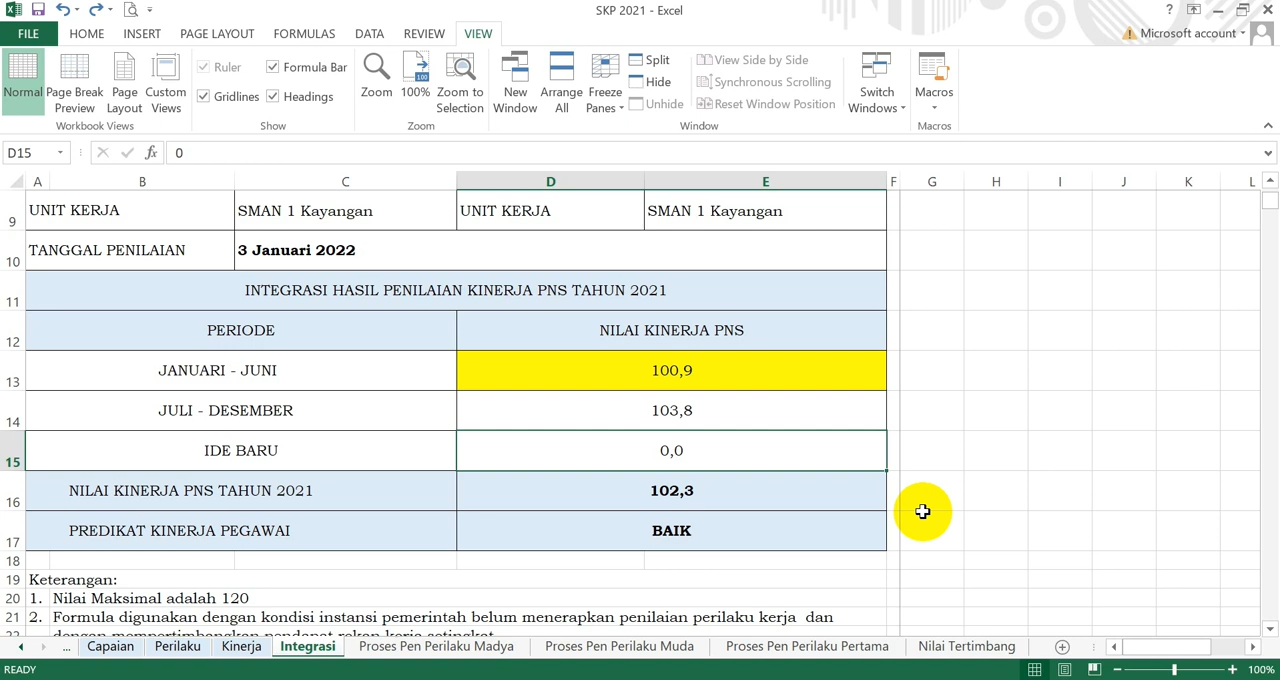 SKP 2021 - Excel
?
FILE HOME INSERT PAGE LAYOUT FORMULAS DATA REVIEW VIEW Microsoft account
Normal Page Break Preview Page Layout Custom Views
Workbook Views
Ruler Formula Bar
Gridlines Headings
Show
Zoom 100% Zoom to Selection
Zoom
New Window Arrange All Freeze Panes
Split
Hide
Unhide
View Side by Side
Synchronous Scrolling
Reset Window Position
Switch Windows
Window
Macros
Macros
D15 fx 0
A B C D E F G H I J K L
9 UNIT KERJA SMAN 1 Kayangan UNIT KERJA SMAN 1 Kayangan
10 TANGGAL PENILAIAN 3 Januari 2022
11 INTEGRASI HASIL PENILAIAN KINERJA PNS TAHUN 2021
12 PERIODE NILAI KINERJA PNS
13 JANUARI - JUNI 100,9
14 JULI - DESEMBER 103,8
15 IDE BARU 0,0
16 NILAI KINERJA PNS TAHUN 2021 102,3
17 PREDIKAT KINERJA PEGAWAI BAIK
18
19 Keterangan:
20 1. Nilai Maksimal adalah 120
21 2. Formula digunakan dengan kondisi instansi pemerintah belum menerapkan penilaian perilaku kerja dan
22 dengan mempertimbangkan pendapat rekan kerja setingkat
... Capaian Perilaku Kinerja Integrasi Proses Pen Perilaku Madya Proses Pen Perilaku Muda Proses Pen Perilaku Pertama Nilai Tertimbang
READY 100%